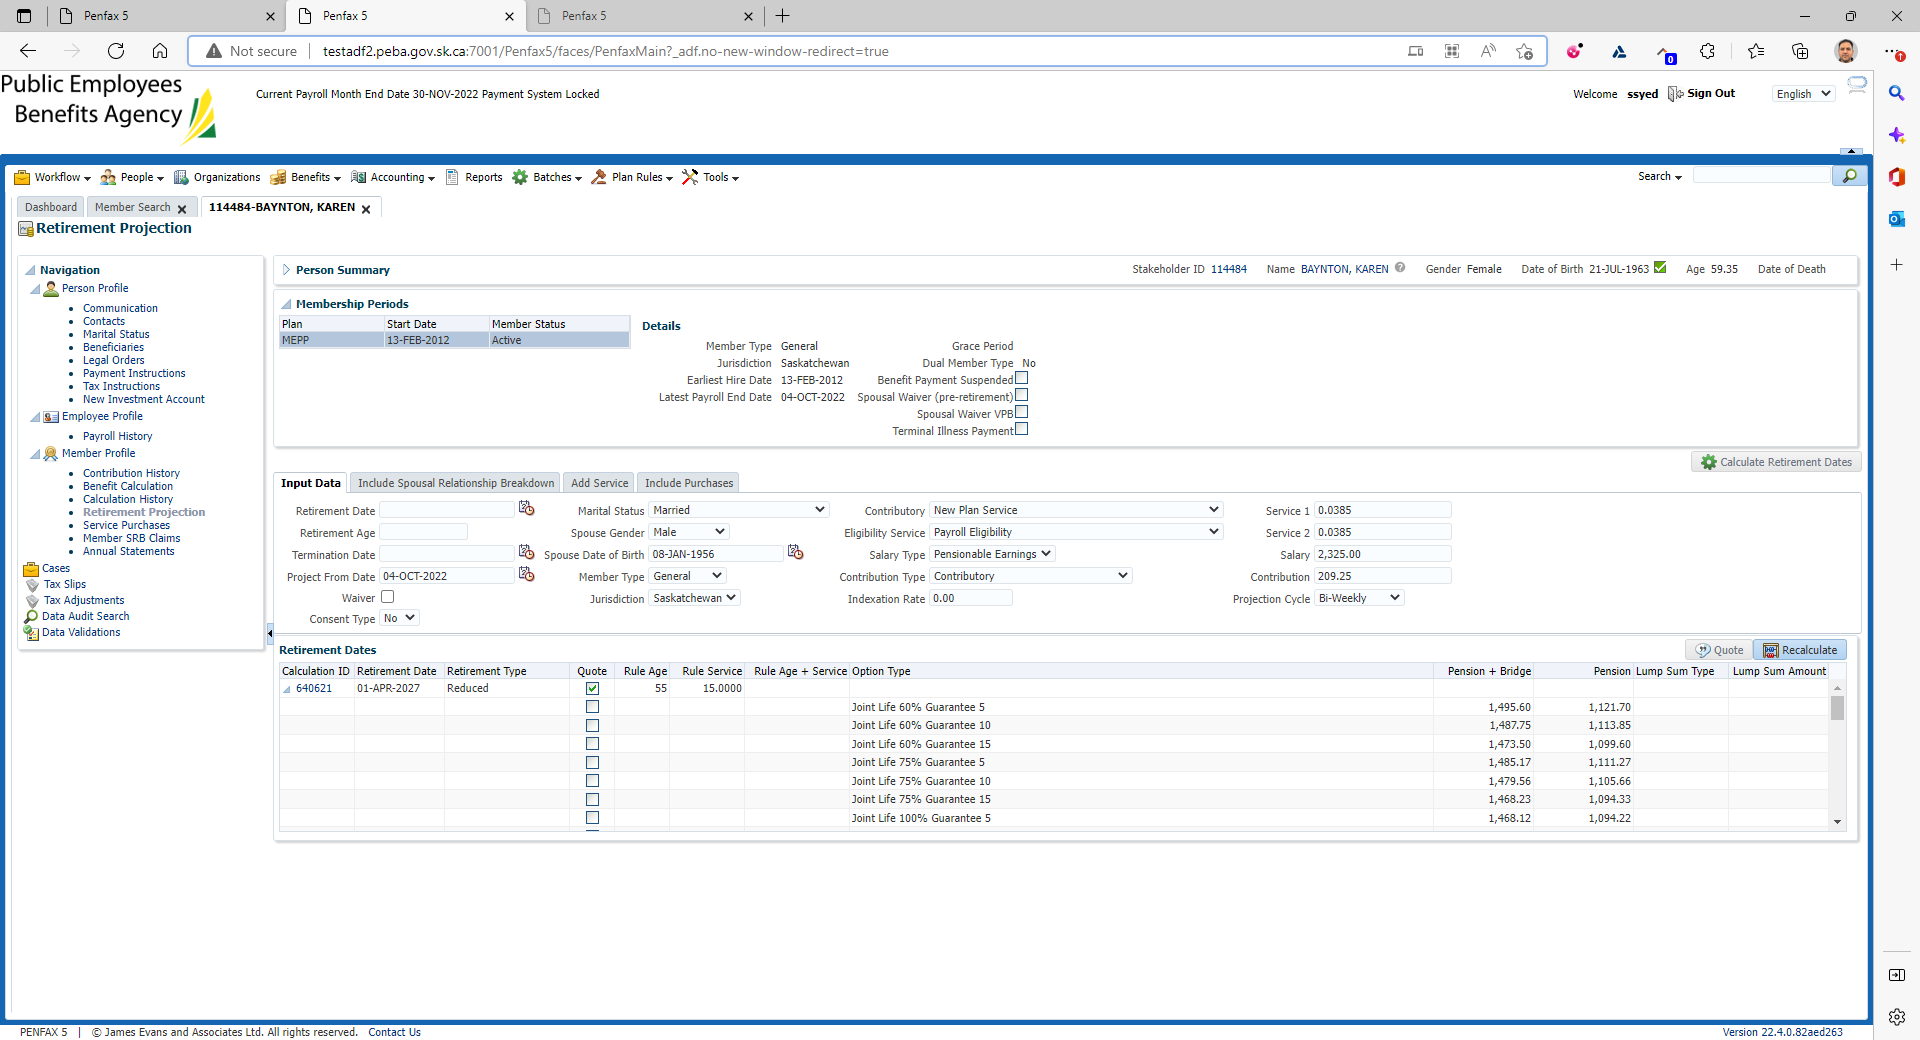 Penfax 5
Penfax 5
Penfax 5
Not secure
testadf2.peba.gov.sk.ca:7001/Penfax5/faces/PenfaxMain?_adf.no-new-window-redirect=true
0
1
Public Employees
Benefits Agency
Current Payroll Month End Date 30-NOV-2022 Payment System Locked
Welcome ssyed Sign Out English
Workflow People Organizations Benefits Accounting Reports Batches Plan Rules Tools Search
Dashboard Member Search 114484-BAYNTON, KAREN
Retirement Projection
Navigation
Person Profile
Communication
Contacts
Marital Status
Beneficiaries
Legal Orders
Payment Instructions
Tax Instructions
New Investment Account
Employee Profile
Payroll History
Member Profile
Contribution History
Benefit Calculation
Calculation History
Retirement Projection
Service Purchases
Member SRB Claims
Annual Statements
Cases
Tax Slips
Tax Adjustments
Data Audit Search
Data Validations
Person Summary Stakeholder ID 114484 Name BAYNTON, KAREN Gender Female Date of Birth 21-JUL-1963 Age 59.35 Date of Death
Membership Periods
Plan Start Date Member Status
MEPP 13-FEB-2012 Active
Details
Member Type General Grace Period
Jurisdiction Saskatchewan Dual Member Type No
Earliest Hire Date 13-FEB-2012 Benefit Payment Suspended
Latest Payroll End Date 04-OCT-2022 Spousal Waiver (pre-retirement)
Spousal Waiver VPB
Terminal Illness Payment
Calculate Retirement Dates
Input Data Include Spousal Relationship Breakdown Add Service Include Purchases
Retirement Date Marital Status Married Contributory New Plan Service Service 1 0.0385
Retirement Age Spouse Gender Male Eligibility Service Payroll Eligibility Service 2 0.0385
Termination Date Spouse Date of Birth 08-JAN-1956 Salary Type Pensionable Earnings Salary 2,325.00
Project From Date 04-OCT-2022 Member Type General Contribution Type Contributory Contribution 209.25
Waiver Jurisdiction Saskatchewan Indexation Rate 0.00 Projection Cycle Bi-Weekly
Consent Type No
Retirement Dates Quote Recalculate
Calculation ID Retirement Date Retirement Type Quote Rule Age Rule Service Rule Age + Service Option Type Pension + Bridge Pension Lump Sum Type Lump Sum Amount
640621 01-APR-2027 Reduced 55 15.0000
Joint Life 60% Guarantee 5 1,495.60 1,121.70
Joint Life 60% Guarantee 10 1,487.75 1,113.85
Joint Life 60% Guarantee 15 1,473.50 1,099.60
Joint Life 75% Guarantee 5 1,485.17 1,111.27
Joint Life 75% Guarantee 10 1,479.56 1,105.66
Joint Life 75% Guarantee 15 1,468.23 1,094.33
Joint Life 100% Guarantee 5 1,468.12 1,094.22
PENFAX 5 | © James Evans and Associates Ltd. All rights reserved. Contact Us Version 22.4.0.82aed263